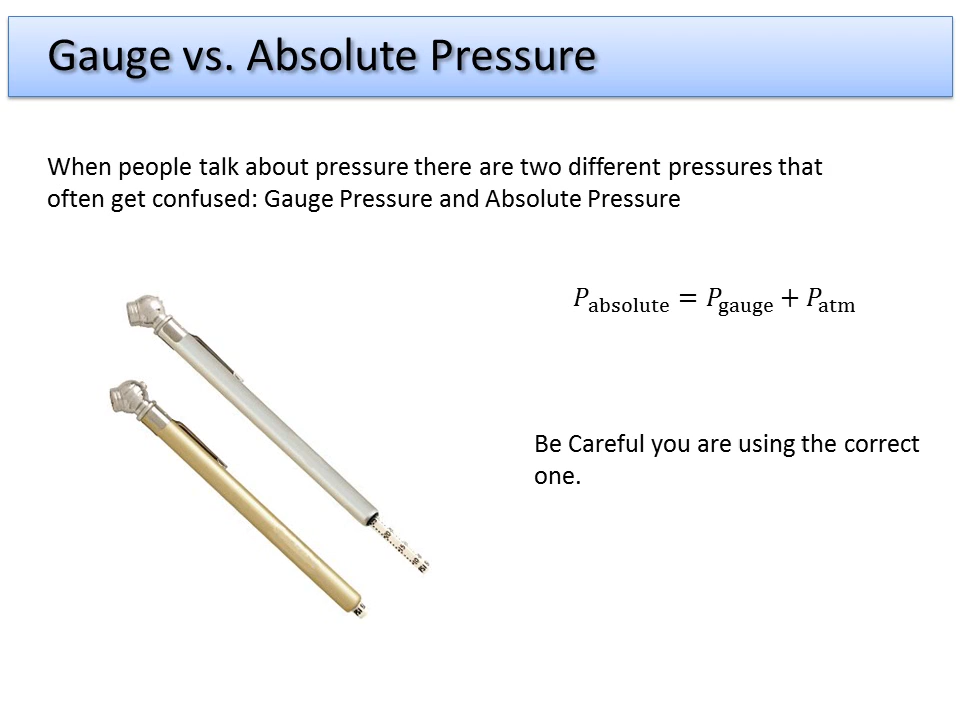 Gauge vs. Absolute Pressure
When people talk about pressure there are two different pressures that
often get confused: Gauge Pressure and Absolute Pressure
P_absolute = P_gauge + P_atm
Be Careful you are using the correct
one.